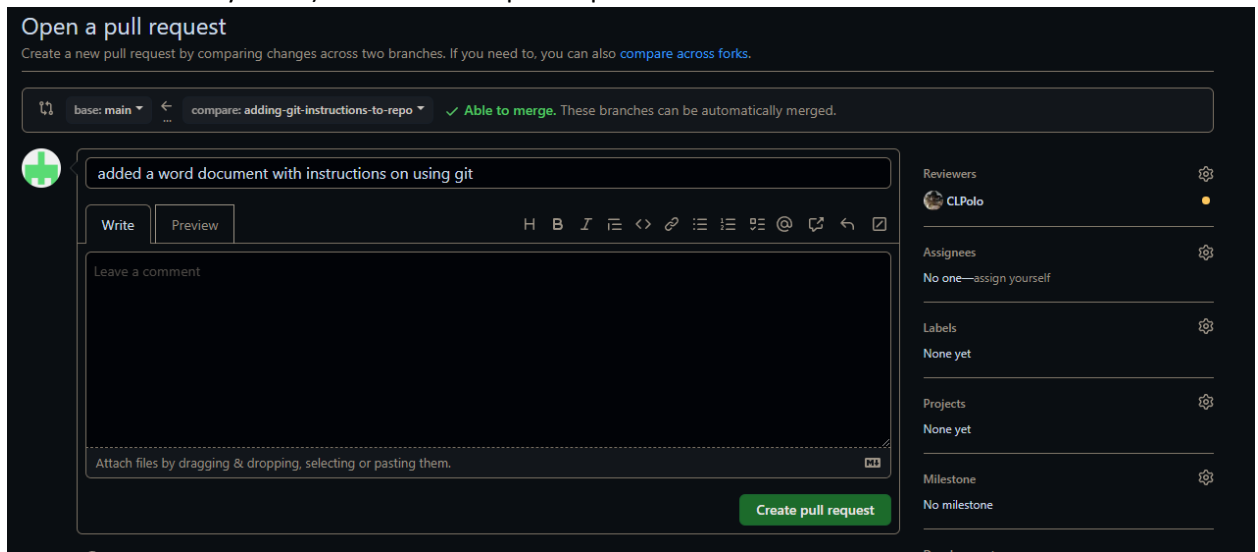 Open a pull request
Create a new pull request by comparing changes across two branches. If you need to, you can also compare across forks.
base: main
compare: adding-git-instructions-to-repo
Able to merge. These branches can be automatically merged.
added a word document with instructions on using git
Write
Preview
Leave a comment
Attach files by dragging & dropping, selecting or pasting them.
Create pull request
Reviewers
CLPolo
Assignees
No one—assign yourself
Labels
None yet
Projects
None yet
Milestone
No milestone